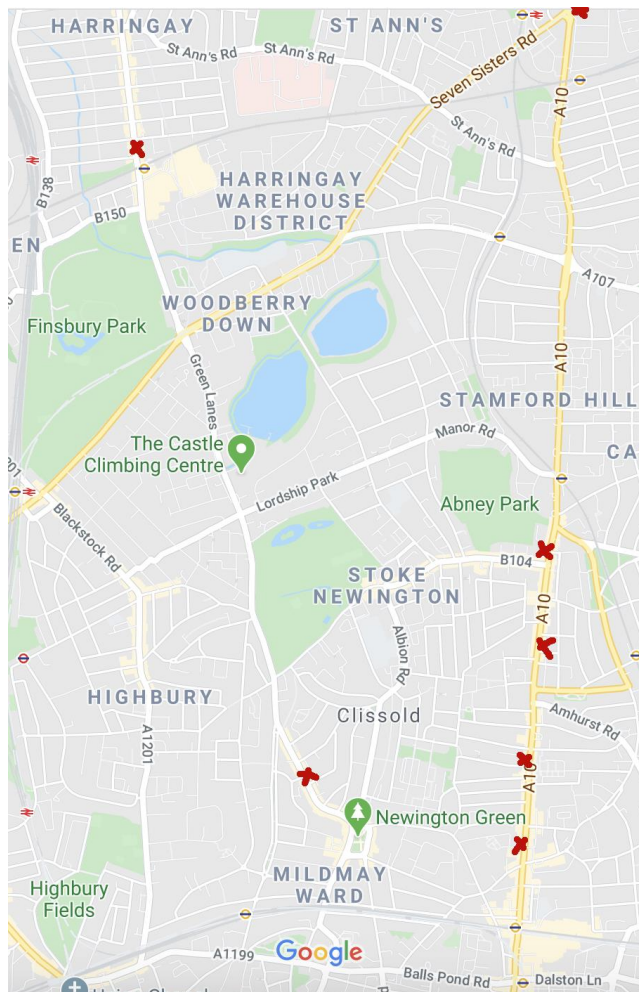 HARRINGAY
ST ANN'S
St Ann's Rd
St Ann's Rd
Seven Sisters Rd
A10
St Ann's Rd
B138
HARRINGAY
WAREHOUSE
DISTRICT
B150
EN
A107
WOODBERRY
DOWN
Finsbury Park
Green Lanes
A10
STAMFORD HILL
Manor Rd
The Castle
Climbing Centre
CA
201
Lordship Park
Abney Park
Blackstock Rd
B104
STOKE
NEWINGTON
A10
Albion Rd
HIGHBURY
Clissold
Amhurst Rd
A1201
A10
Newington Green
MILDMAY
WARD
Highbury
Fields
Google
A1199
Balls Pond Rd
Dalston Ln